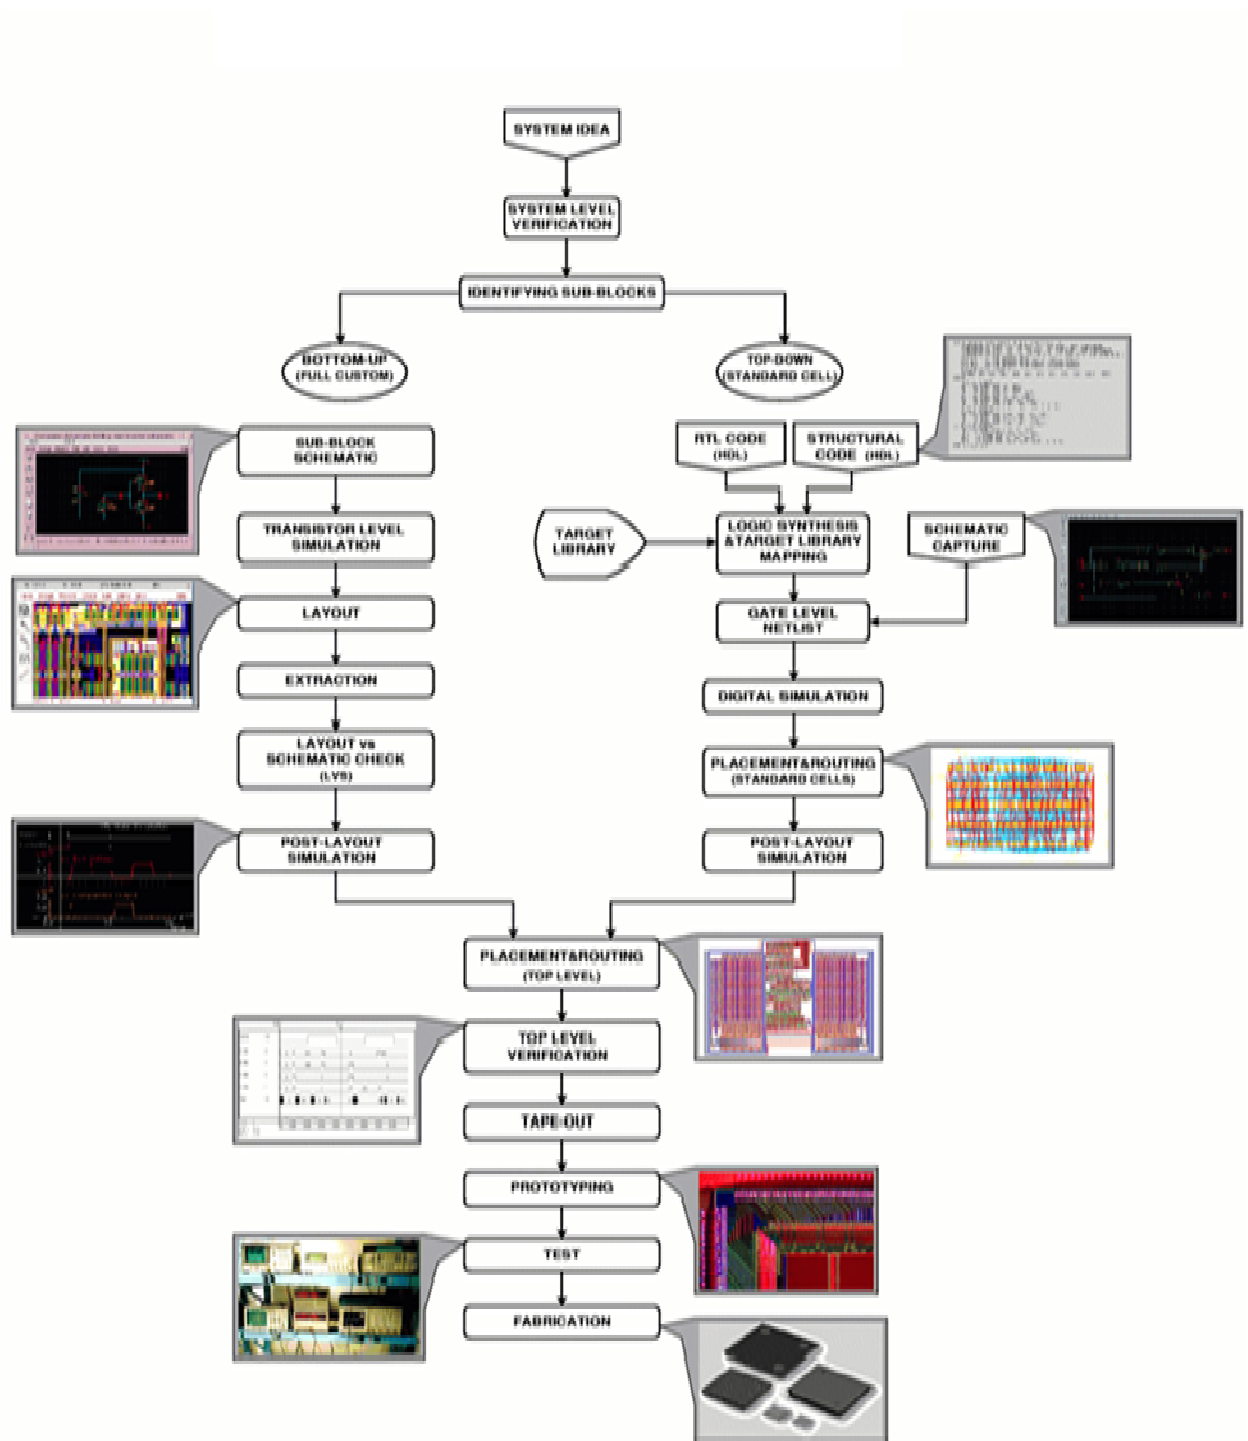 SYSTEM IDEA
SYSTEM LEVEL
VERIFICATION
IDENTIFYING SUB-BLOCKS
BOTTOM-UP
(FULL CUSTOM)
TOP-DOWN
(STANDARD CELL)
SUB-BLOCK
SCHEMATIC
TRANSISTOR LEVEL
SIMULATION
LAYOUT
EXTRACTION
LAYOUT vs
SCHEMATIC CHECK
(LVS)
POST-LAYOUT
SIMULATION
RTL CODE
(HDL)
STRUCTURAL
CODE (HDL)
TARGET
LIBRARY
LOGIC SYNTHESIS
&TARGET LIBRARY
MAPPING
SCHEMATIC
CAPTURE
GATE LEVEL
NETLIST
DIGITAL SIMULATION
PLACEMENT&ROUTING
(STANDARD CELLS)
POST-LAYOUT
SIMULATION
PLACEMENT&ROUTING
(TOP LEVEL)
TOP LEVEL
VERIFICATION
TAPE-OUT
PROTOTYPING
TEST
FABRICATION